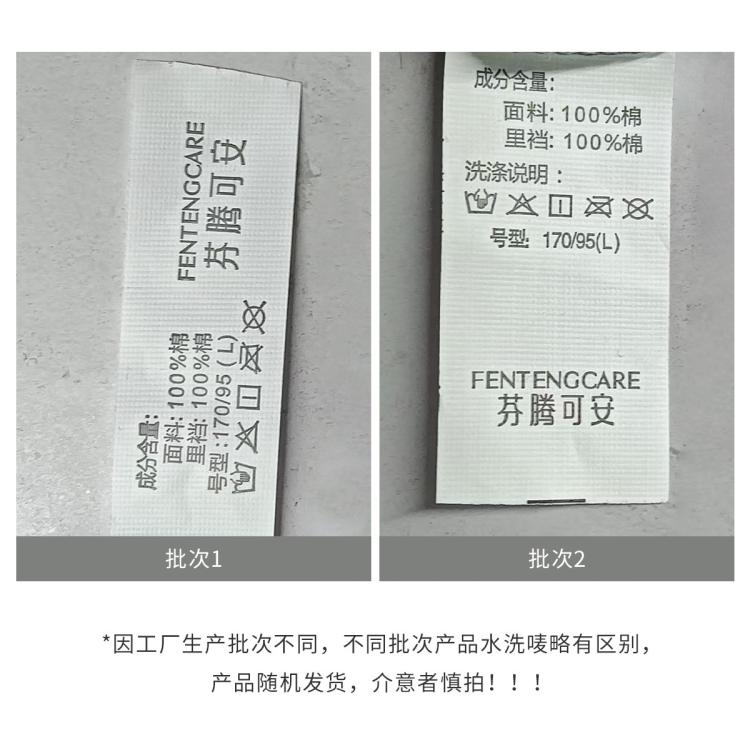 FENTENGCARE
芬腾可安
成分含量:
面料:100%棉
里裆:100%棉
号型:170/95(L)
批次1
成分含量:
面料:100%棉
里裆:100%棉
洗涤说明:
号型: 170/95(L)
FENTENGCARE
芬腾可安
批次2
*因工厂生产批次不同，不同批次产品水洗唛略有区别，
产品随机发货，介意者慎拍！！！